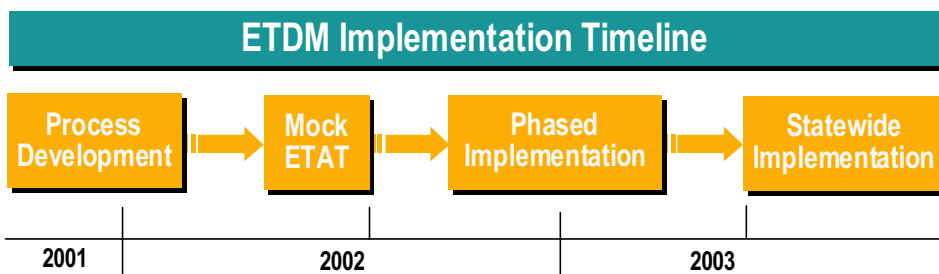 ETDM Implementation Timeline
Process
Development
Mock
ETAT
Phased
Implementation
Statewide
Implementation
2001
2002
2003